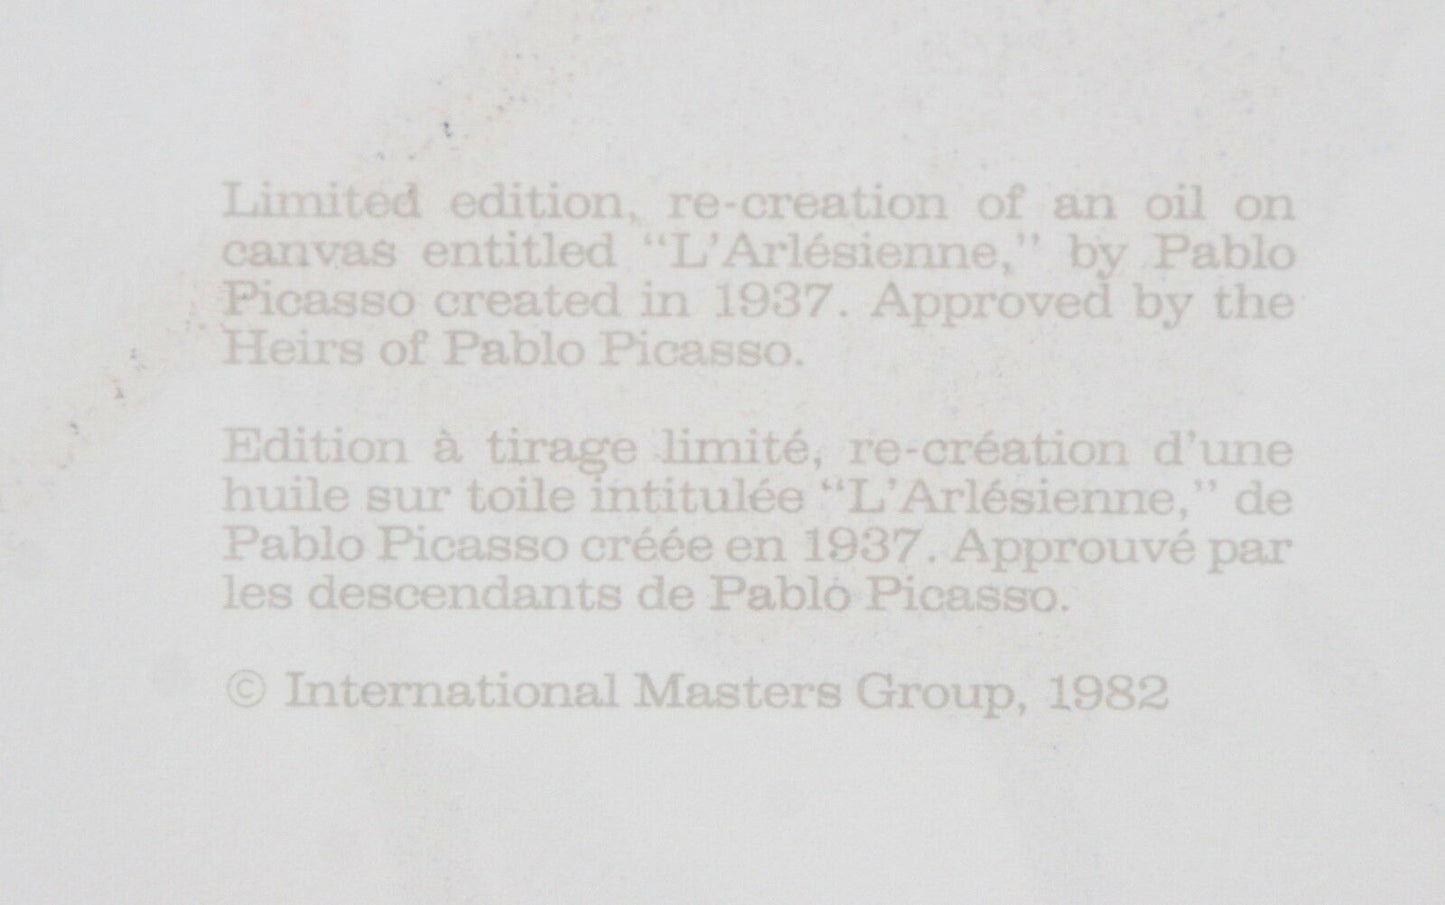 Limited edition, re-creation of an oil on
canvas entitled “L’Arlésienne,” by Pablo
Picasso created in 1937. Approved by the
Heirs of Pablo Picasso.
Edition à tirage limité, re-création d’une
huile sur toile intitulée “L’Arlésienne,” de
Pablo Picasso créée en 1937. Approuvé par
les descendants de Pablo Picasso.
© International Masters Group, 1982